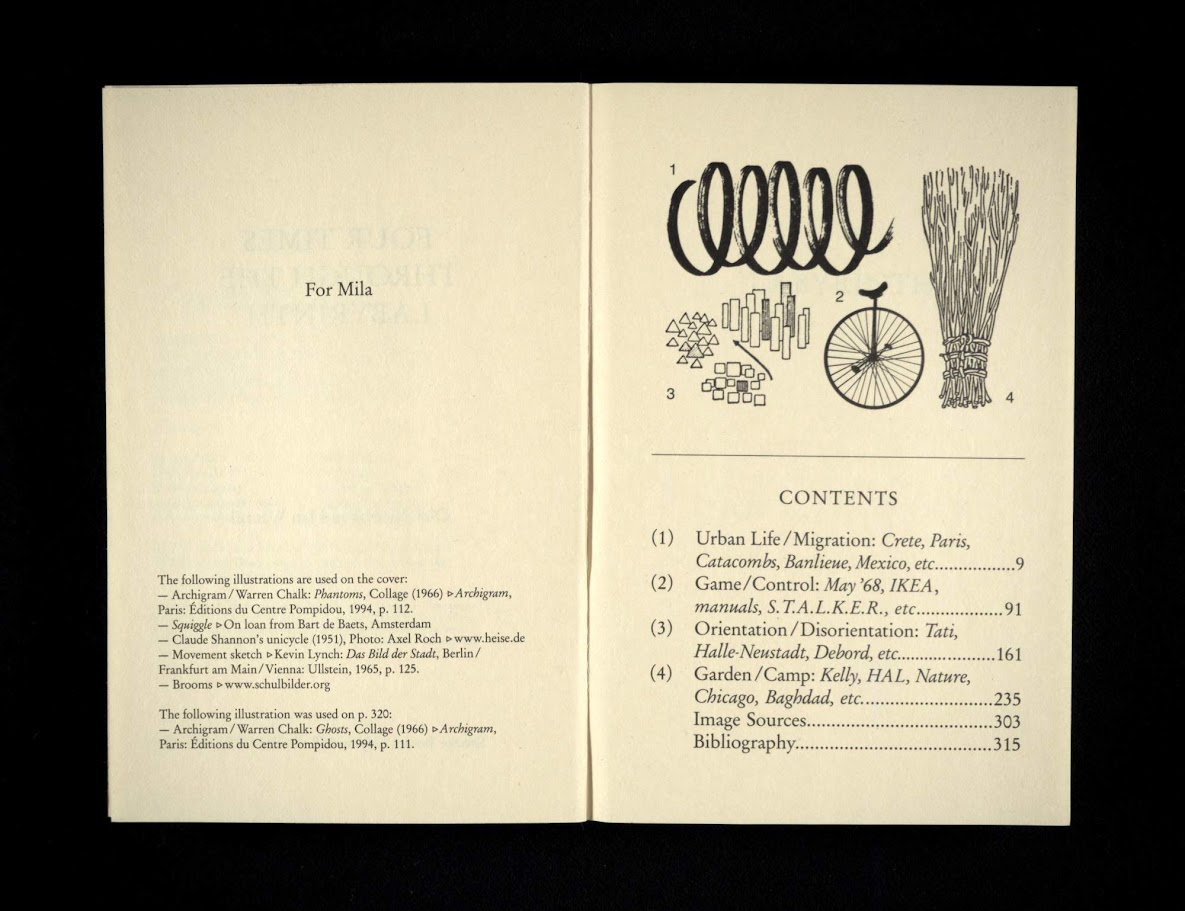 For Mila
The following illustrations are used on the cover:
— Archigram/Warren Chalk: Phantoms, Collage (1966) ▹Archigram,
Paris: Éditions du Centre Pompidou, 1994, p. 112.
— Squiggle ▹On loan from Bart de Baets, Amsterdam
— Claude Shannon's unicycle (1951), Photo: Axel Roch ▹www.heise.de
— Movement sketch ▹Kevin Lynch: Das Bild der Stadt, Berlin/
Frankfurt am Main/Vienna: Ullstein, 1965, p. 125.
— Brooms ▹www.schulbilder.org
The following illustration was used on p. 320:
— Archigram/Warren Chalk: Ghosts, Collage (1966) ▹Archigram,
Paris: Éditions du Centre Pompidou, 1994, p. 111.
1
2
3
4
CONTENTS
(1) Urban Life/Migration: Crete, Paris,
Catacombs, Banlieue, Mexico, etc.................9
(2) Game/Control: May '68, IKEA,
manuals, S.T.A.L.K.E.R., etc...................91
(3) Orientation/Disorientation: Tati,
Halle-Neustadt, Debord, etc.....................161
(4) Garden/Camp: Kelly, HAL, Nature,
Chicago, Baghdad, etc...........................235
Image Sources.....................................303
Bibliography.......................................315